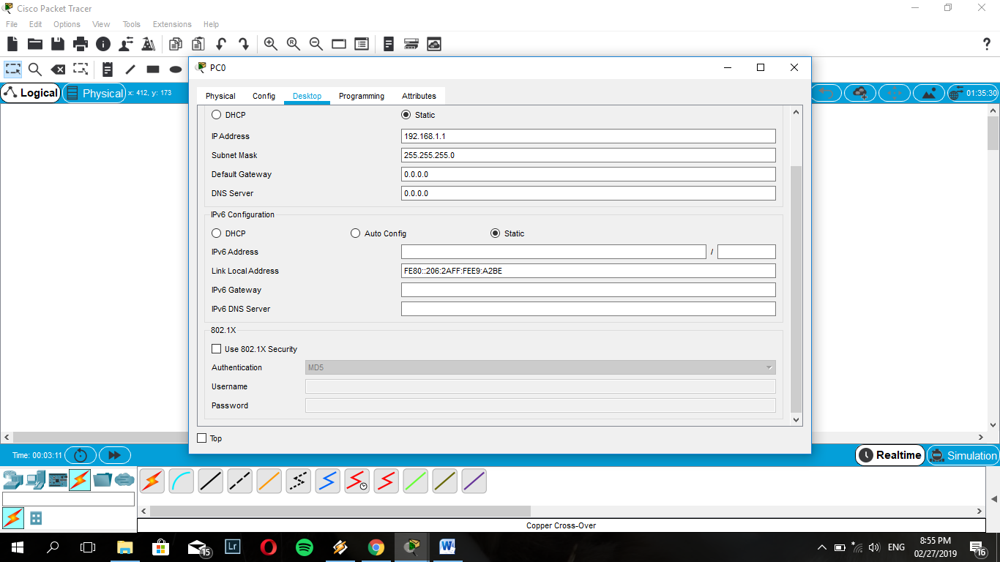 Cisco Packet Tracer
File Edit Options View Tools Extensions Help
PC0
Logical Physical x: 412, y: 173 01:35:30
Physical Config Desktop Programming Attributes
DHCP Static
IP Address 192.168.1.1
Subnet Mask 255.255.255.0
Default Gateway 0.0.0.0
DNS Server 0.0.0.0
IPv6 Configuration
DHCP Auto Config Static
IPv6 Address /
Link Local Address FE80::206:2AFF:FEE9:A2BE
IPv6 Gateway
IPv6 DNS Server
802.1X
Use 802.1X Security
Authentication MD5
Username
Password
Top
Time: 00:03:11 Realtime Simulation
Copper Cross-Over
15 Lr W ENG 8:55 PM 16
02/27/2019